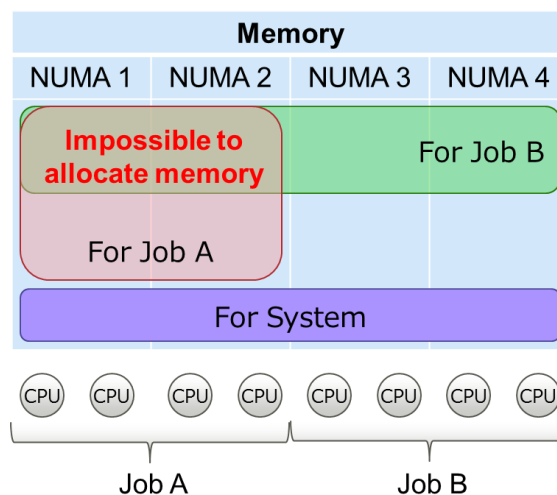 Memory
NUMA 1 NUMA 2 NUMA 3 NUMA 4
Impossible to
allocate memory
For Job B
For Job A
For System
CPU CPU CPU CPU CPU CPU CPU CPU
Job A Job B